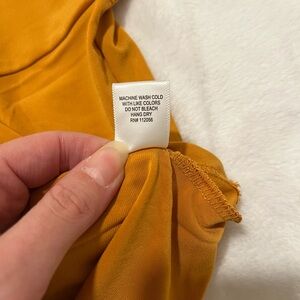 MACHINE WASH COLD
WITH LIKE COLORS
DO NOT BLEACH
HANG DRY
RN# 112056